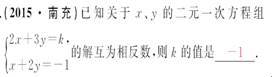 (2015·南充)已知关于x、y的二元一次方程组
{2x+3y=k,
x+2y=-1
的解互为相反数,则k的值是 -1 .